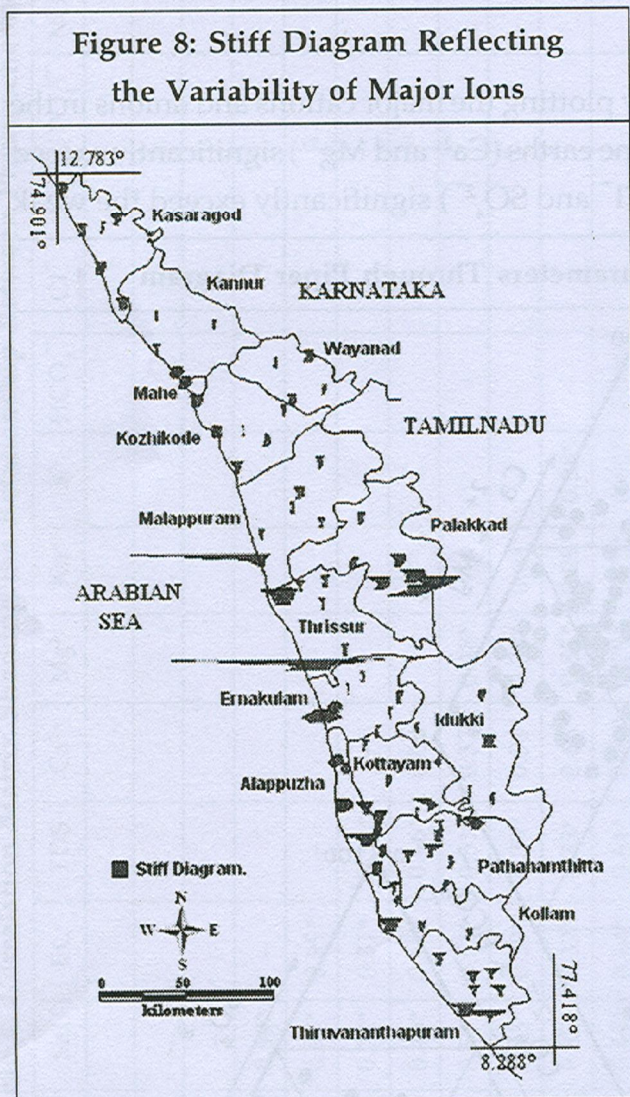 Figure 8: Stiff Diagram Reflecting
the Variability of Major Ions
12.783°
74.901°
Kasaragod
Kannur
KARNATAKA
Wayanad
Mahe
Kozhikode
TAMILNADU
Malappuram
Palakkad
ARABIAN
SEA
Thrissur
Ernakulam
Idukki
Kottayam
Alappuzha
Stiff Diagram.
Pathanamthitta
N
W E
S
Kollam
0 50 100
kilometers
77.418°
Thiruvananthapuram
8.288°